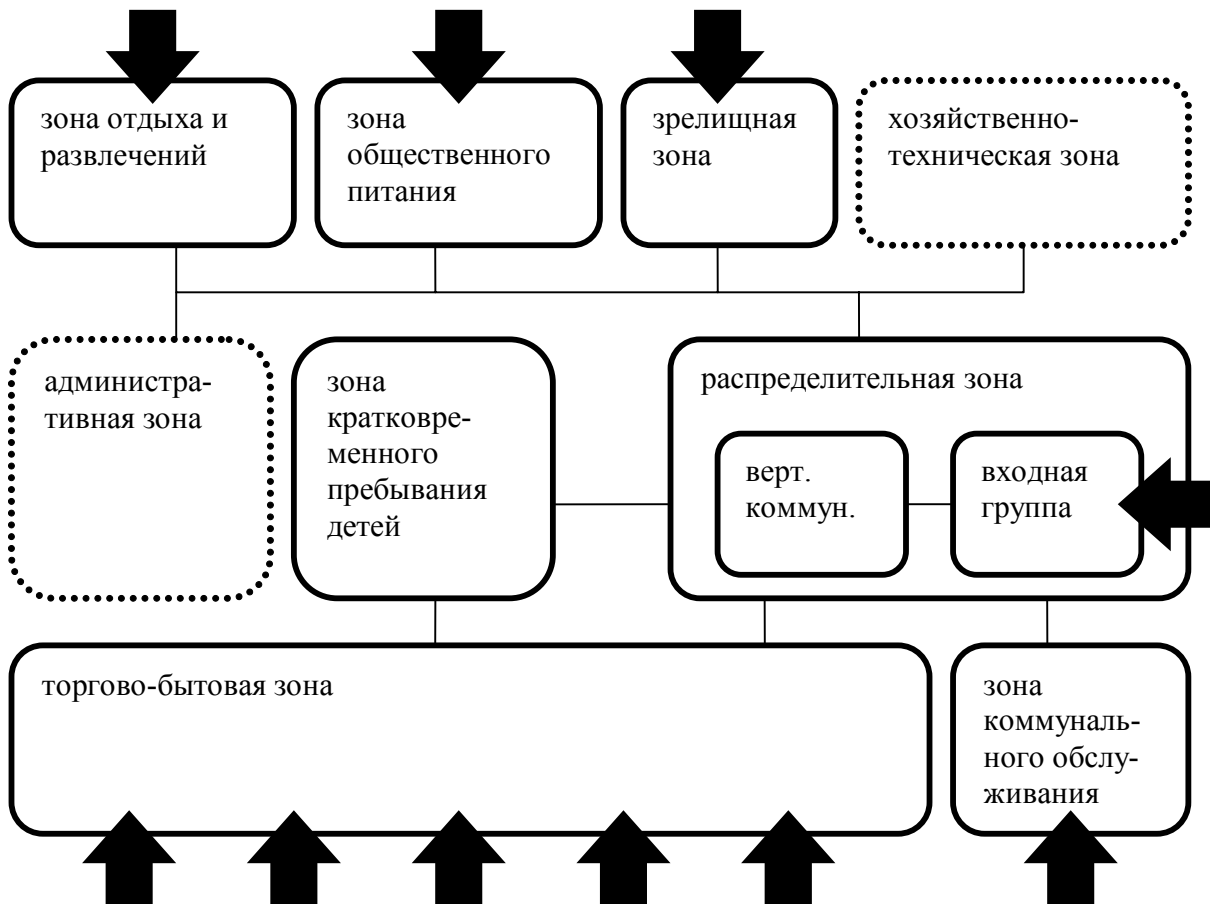 зона отдыха и
развлечений
зона
общественного
питания
зрелищная
зона
хозяйственно-
техническая зона
администра-
тивная зона
зона
кратковре-
менного
пребывания
детей
распределительная зона
верт.
коммун.
входная
группа
торгово-бытовая зона
зона
коммуналь-
ного обслу-
живания